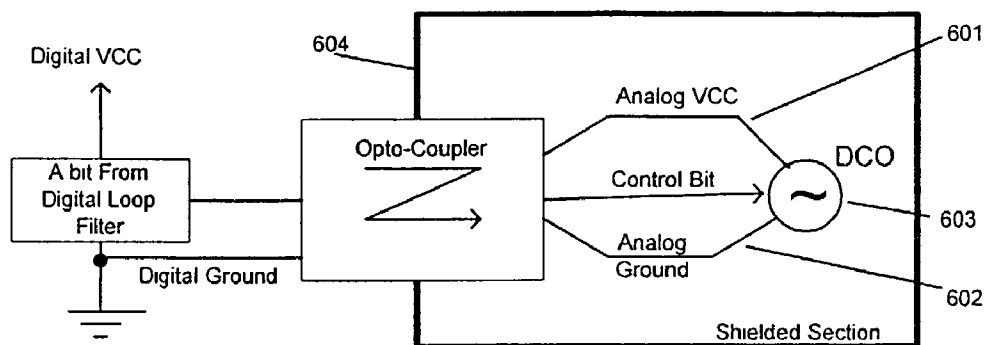 604
601
Digital VCC
Analog VCC
Opto-Coupler
DCO
A bit From
Digital Loop
Filter
Control Bit
~
603
Digital Ground
Analog
Ground
602
Shielded Section